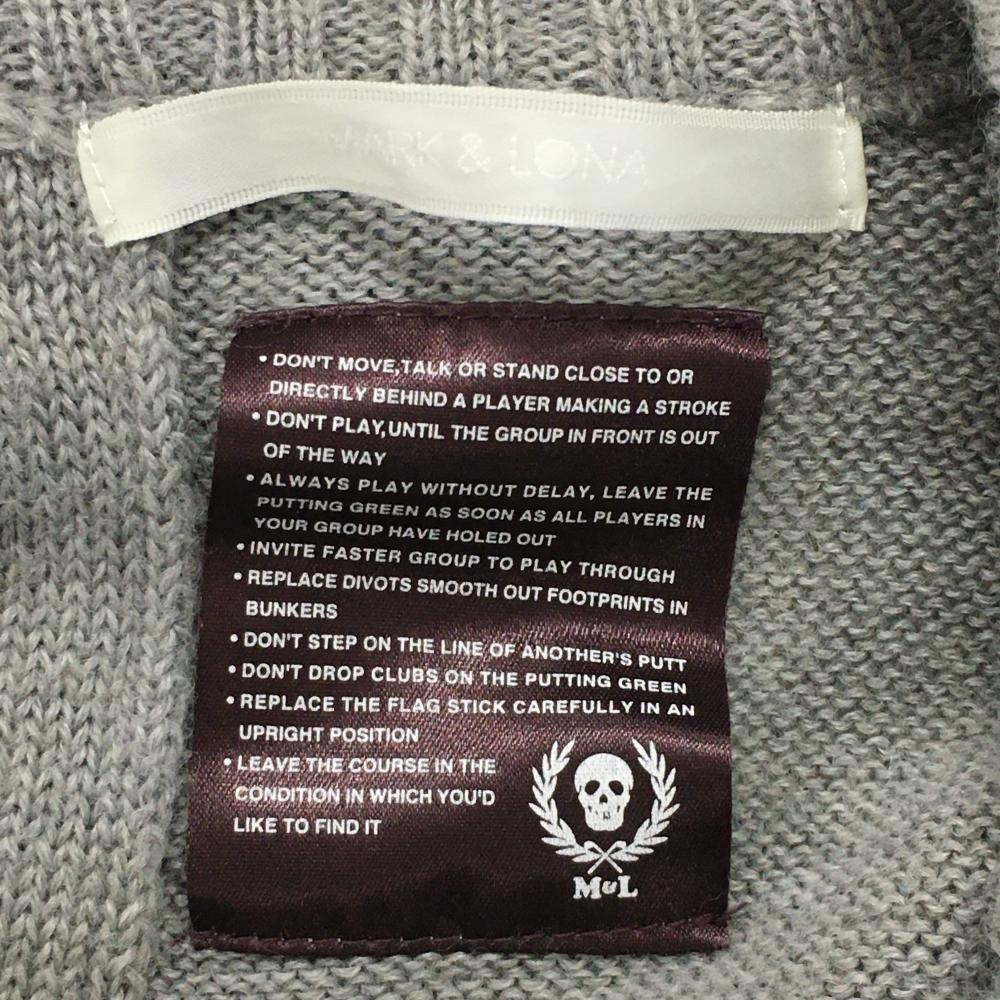 MARK & LONA
• DON'T MOVE,TALK OR STAND CLOSE TO OR
DIRECTLY BEHIND A PLAYER MAKING A STROKE
• DON'T PLAY,UNTIL THE GROUP IN FRONT IS OUT
OF THE WAY
• ALWAYS PLAY WITHOUT DELAY, LEAVE THE
PUTTING GREEN AS SOON AS ALL PLAYERS IN
YOUR GROUP HAVE HOLED OUT
• INVITE FASTER GROUP TO PLAY THROUGH
• REPLACE DIVOTS SMOOTH OUT FOOTPRINTS IN
BUNKERS
• DON'T STEP ON THE LINE OF ANOTHER'S PUTT
• DON'T DROP CLUBS ON THE PUTTING GREEN
• REPLACE THE FLAG STICK CAREFULLY IN AN
UPRIGHT POSITION
• LEAVE THE COURSE IN THE
CONDITION IN WHICH YOU'D
LIKE TO FIND IT
M&L